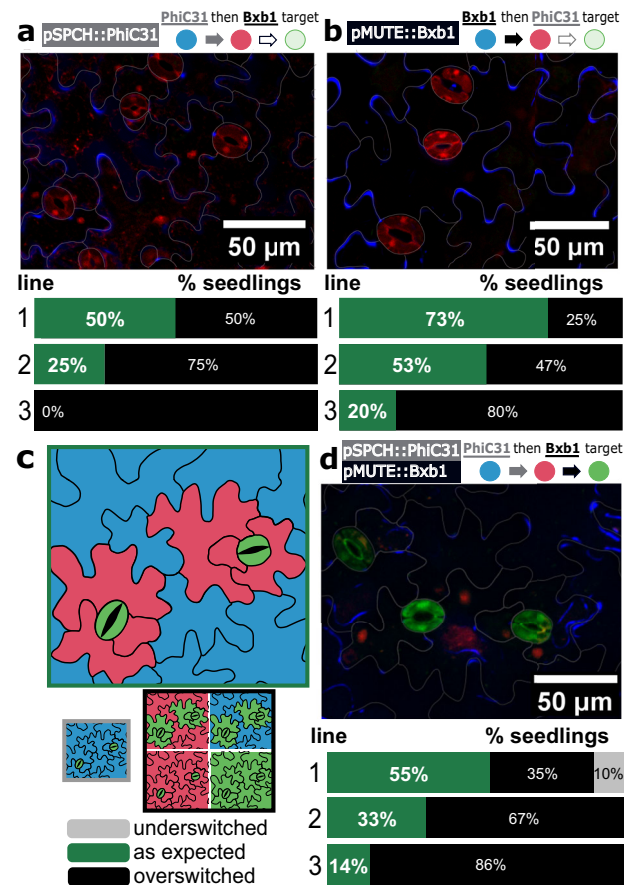 a
pSPCH::PhiC31
PhiC31 then Bxb1 target
50 µm
line % seedlings
1 50% 50%
2 25% 75%
3 0%
b
pMUTE::Bxb1
Bxb1 then PhiC31 target
50 µm
line % seedlings
1 73% 25%
2 53% 47%
3 20% 80%
c
underswitched
as expected
overswitched
d
pSPCH::PhiC31
pMUTE::Bxb1
PhiC31 then Bxb1 target
50 µm
line % seedlings
1 55% 35% 10%
2 33% 67%
3 14% 86%